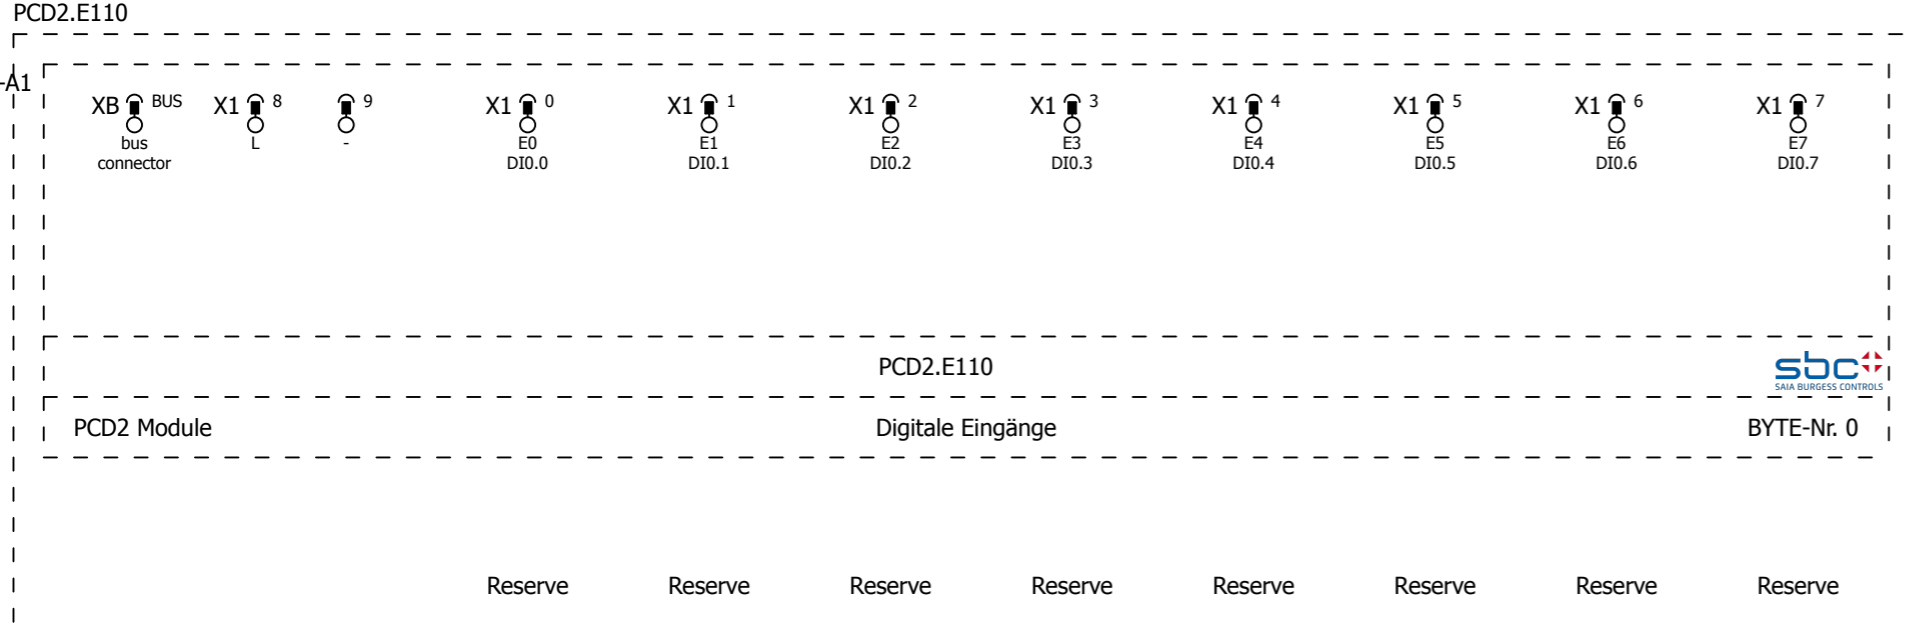 PCD2.E110
-A1
XB BUS X1 8 9 X1 0 X1 1 X1 2 X1 3 X1 4 X1 5 X1 6 X1 7
bus L - E0 E1 E2 E3 E4 E5 E6 E7
connector DI0.0 DI0.1 DI0.2 DI0.3 DI0.4 DI0.5 DI0.6 DI0.7
PCD2.E110
sbc
SAIA BURGESS CONTROLS
PCD2 Module Digitale Eingänge BYTE-Nr. 0
Reserve Reserve Reserve Reserve Reserve Reserve Reserve Reserve